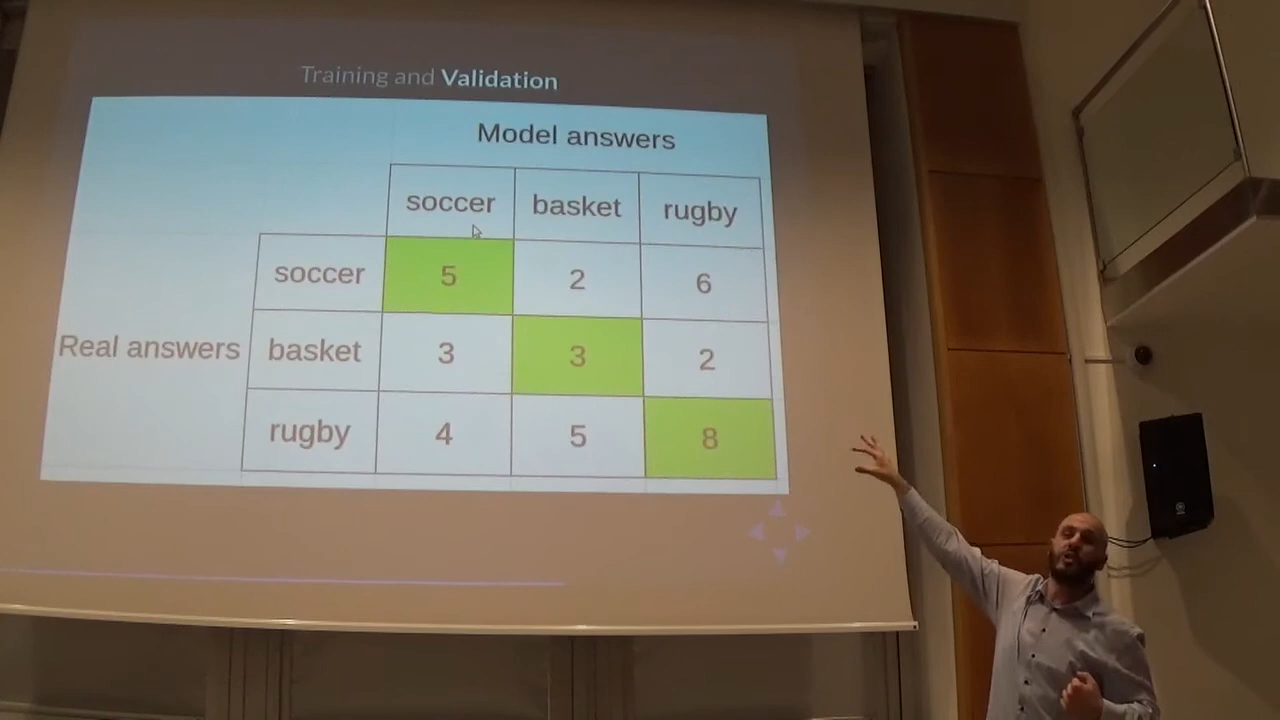 Training and Validation
Model answers
soccer basket rugby
soccer 5 2 6
Real answers basket 3 3 2
rugby 4 5 8